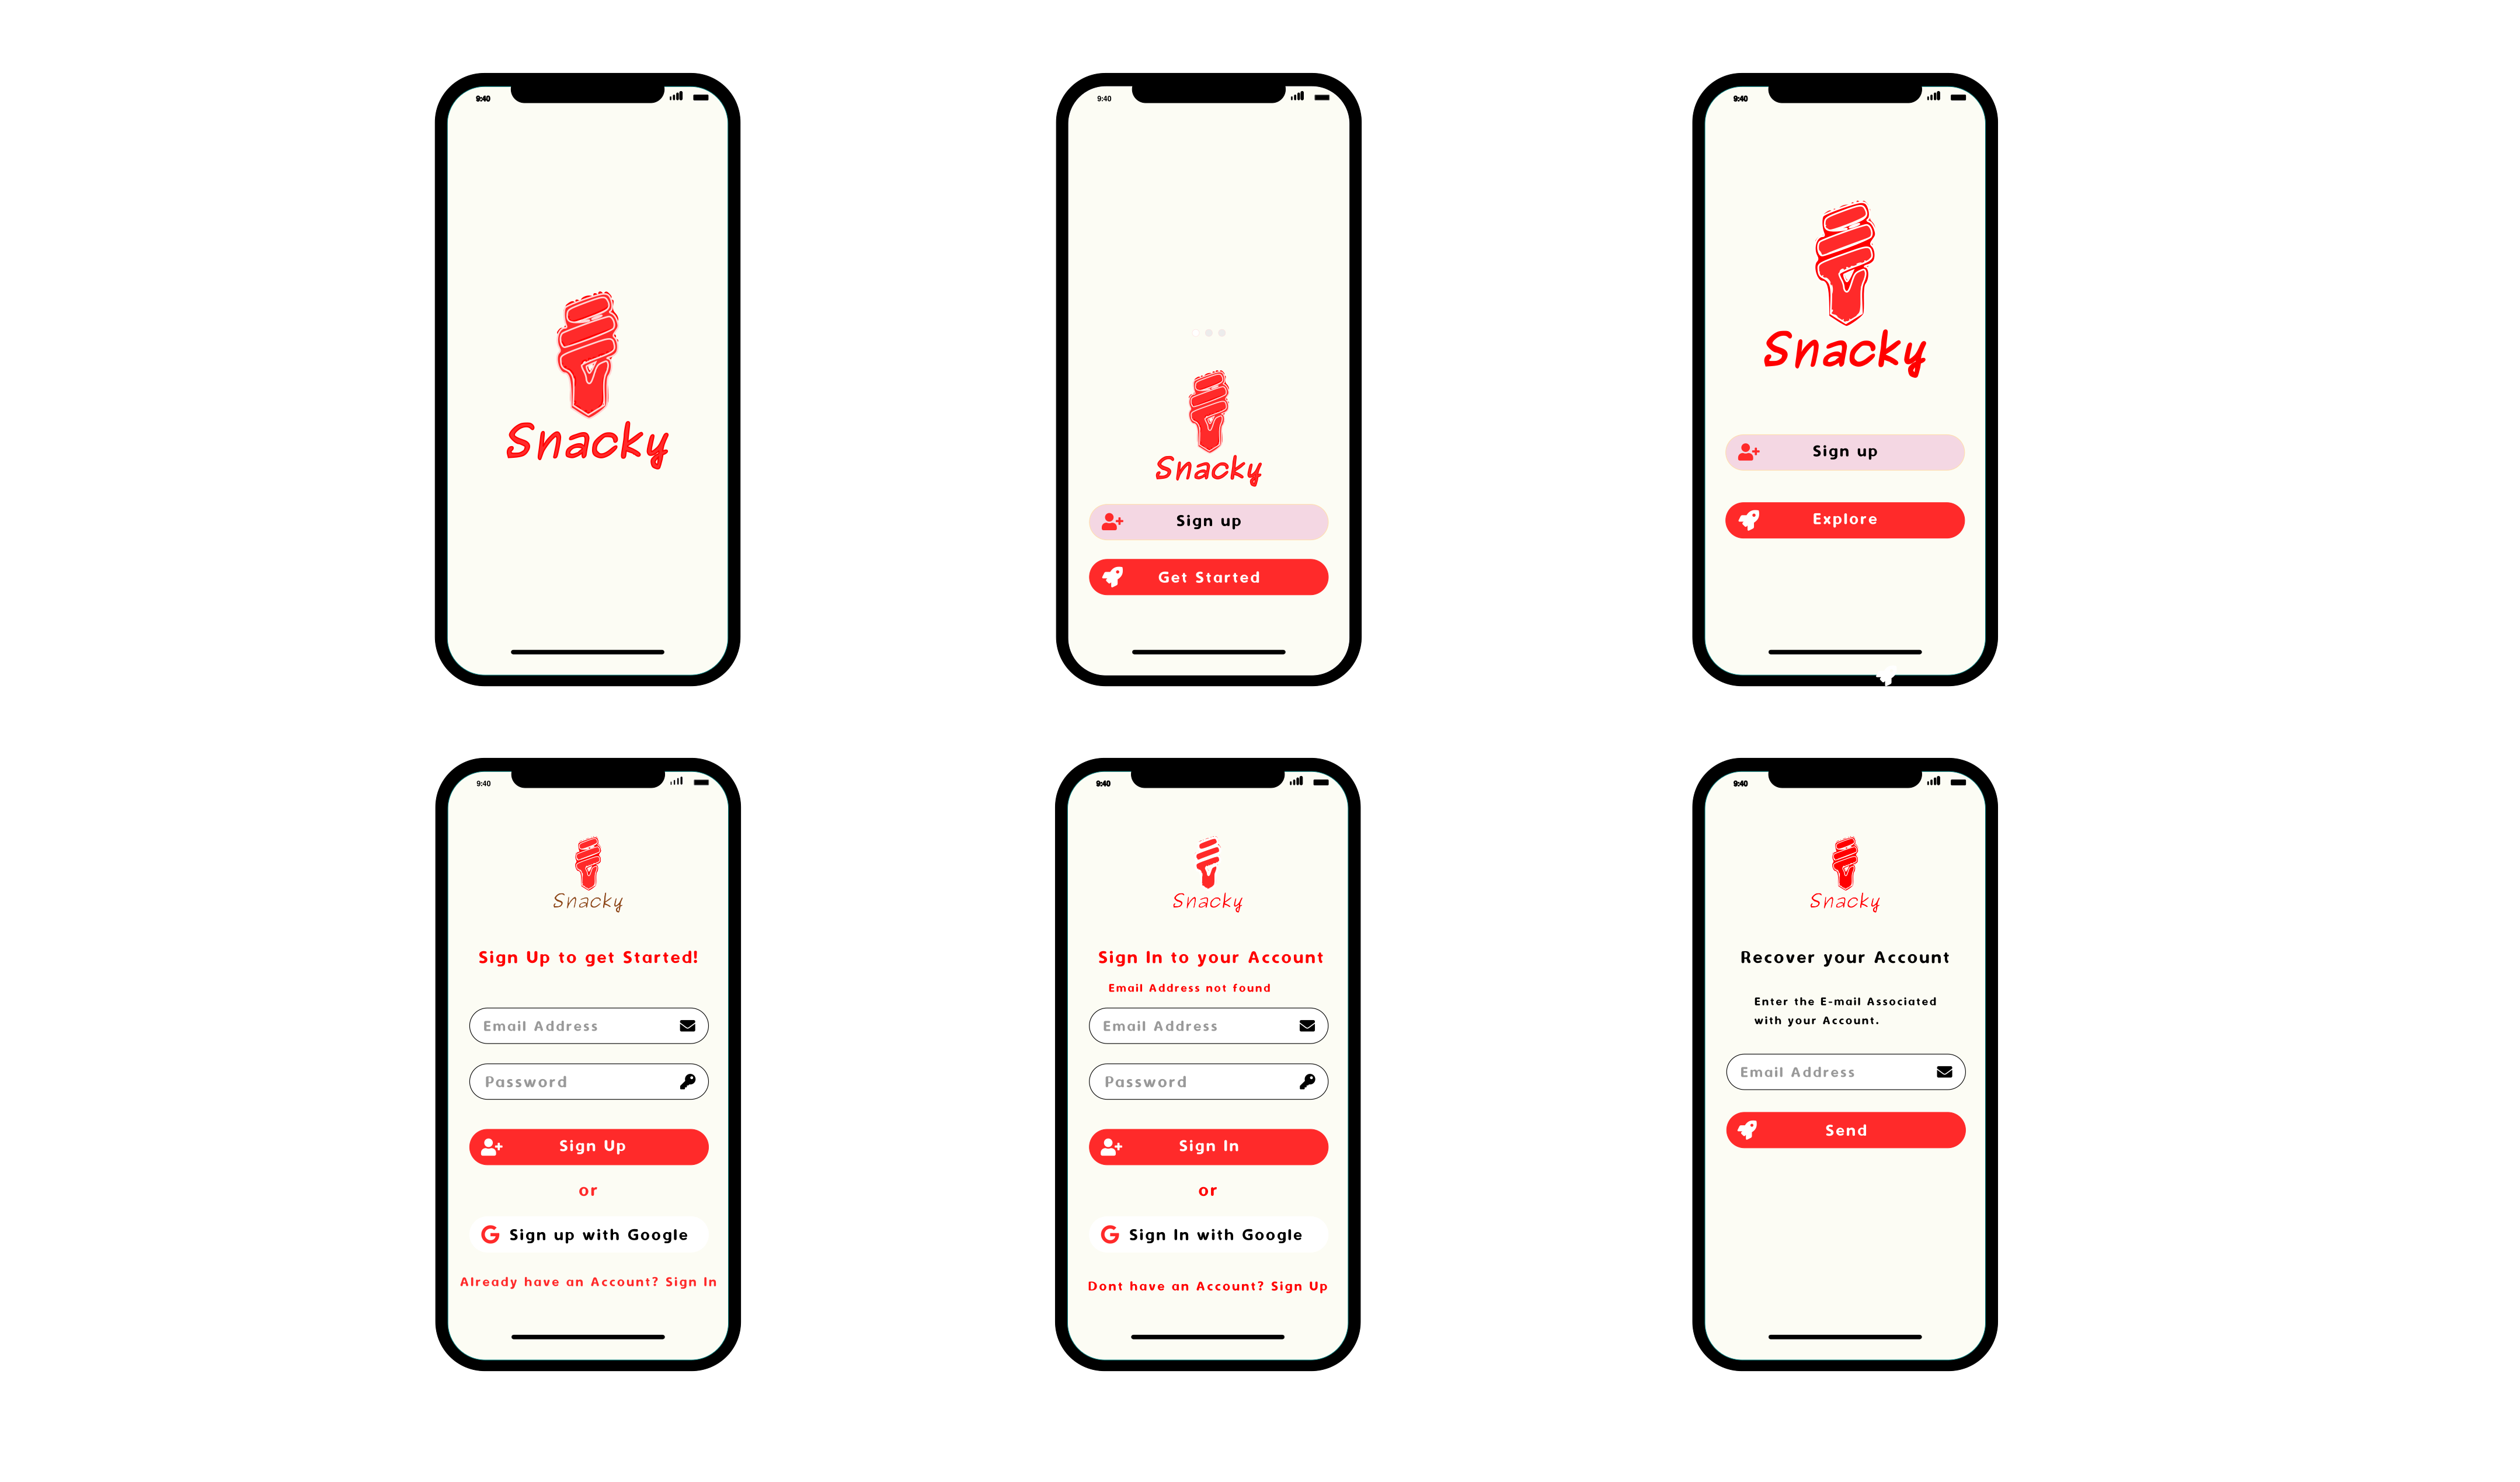 9:40
Snacky
9:40
Snacky
Sign up
Get Started
9:40
Snacky
Sign up
Explore
9:40
Snacky
Sign Up to get Started!
Email Address
Password
Sign Up
or
Sign up with Google
Already have an Account? Sign In
9:40
Snacky
Sign In to your Account
Email Address not found
Email Address
Password
Sign In
or
Sign In with Google
Dont have an Account? Sign Up
9:40
Snacky
Recover your Account
Enter the E-mail Associated
with your Account.
Email Address
Send